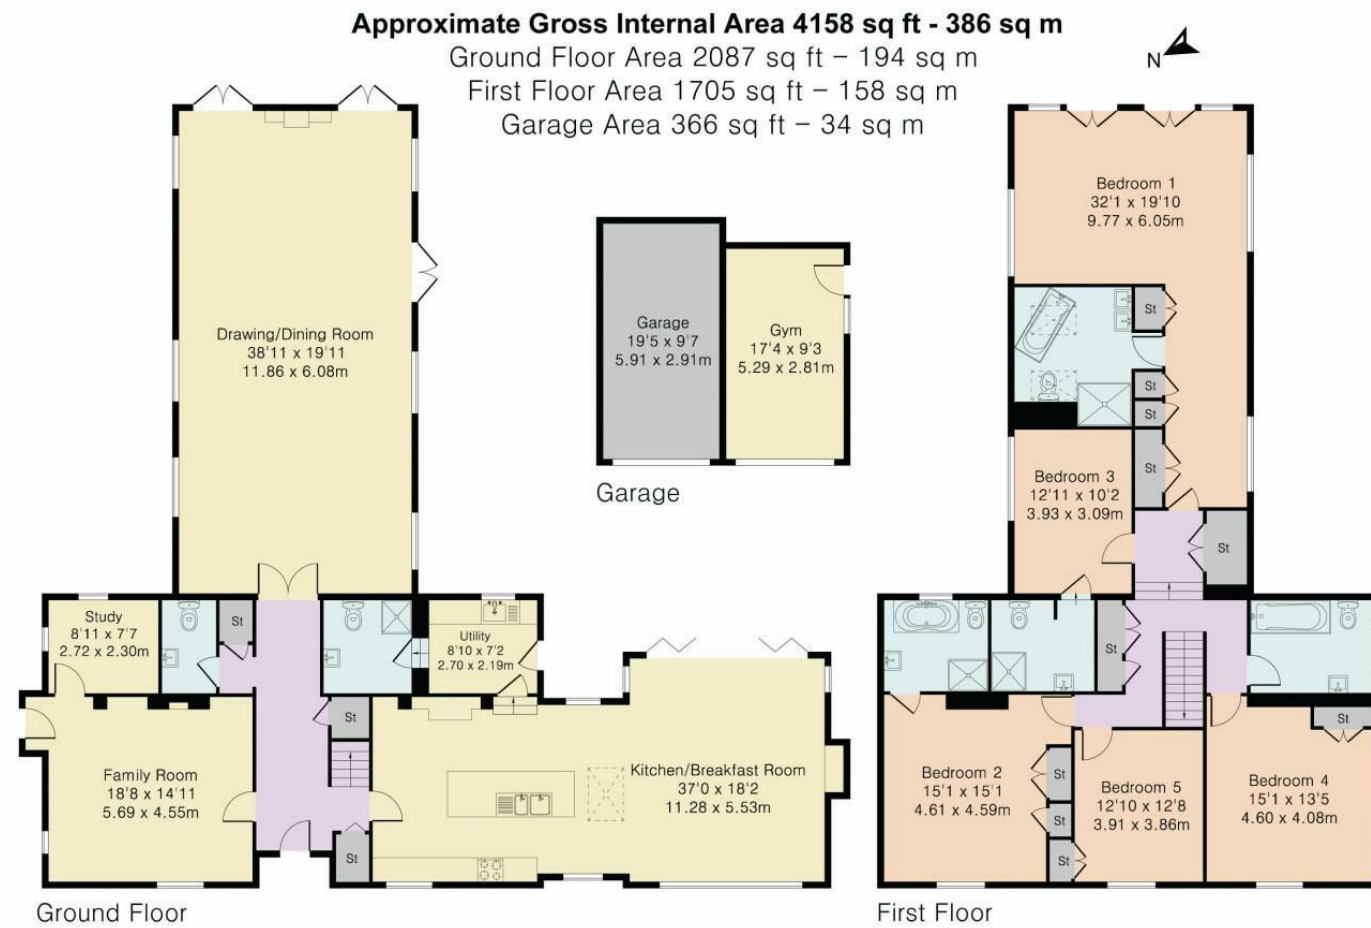 Approximate Gross Internal Area 4158 sq ft - 386 sq m
Ground Floor Area 2087 sq ft – 194 sq m
First Floor Area 1705 sq ft – 158 sq m
Garage Area 366 sq ft – 34 sq m
N
Drawing/Dining Room
38'11 x 19'11
11.86 x 6.08m
Study
8'11 x 7'7
2.72 x 2.30m
St
Utility
8'10 x 7'2
2.70 x 2.19m
St
Family Room
18'8 x 14'11
5.69 x 4.55m
Kitchen/Breakfast Room
37'0 x 18'2
11.28 x 5.53m
St
Ground Floor
Garage
19'5 x 9'7
5.91 x 2.91m
Gym
17'4 x 9'3
5.29 x 2.81m
Garage
Bedroom 1
32'1 x 19'10
9.77 x 6.05m
St
St
St
St
Bedroom 3
12'11 x 10'2
3.93 x 3.09m
St
St
Bedroom 2
15'1 x 15'1
4.61 x 4.59m
St
St
St
Bedroom 5
12'10 x 12'8
3.91 x 3.86m
St
Bedroom 4
15'1 x 13'5
4.60 x 4.08m
First Floor